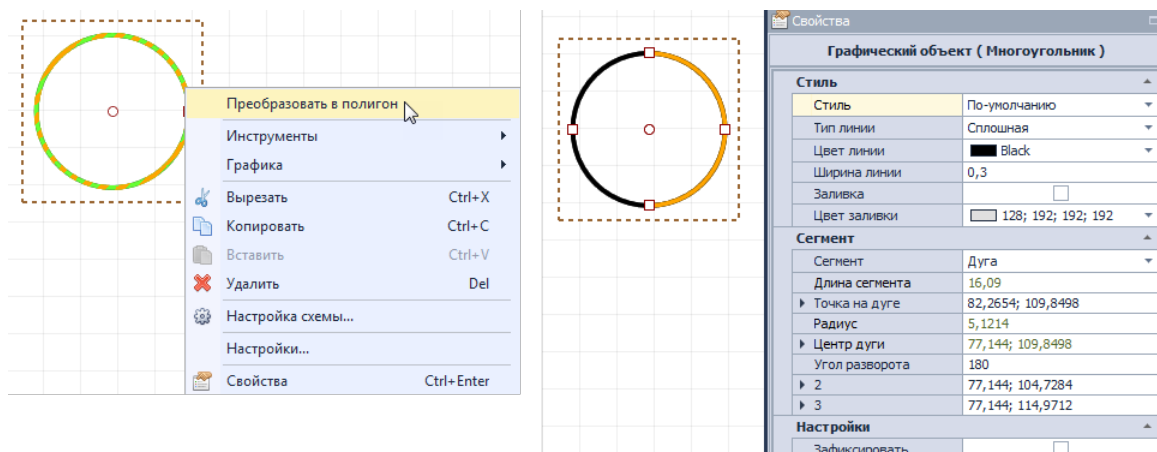 Преобразовать в полигон
Инструменты
Графика
Вырезать Ctrl+X
Копировать Ctrl+C
Вставить Ctrl+V
Удалить Del
Настройка схемы...
Настройки...
Свойства Ctrl+Enter
Свойства
Графический объект ( Многоугольник )
Стиль
Стиль По-умолчанию
Тип линии Сплошная
Цвет линии Black
Ширина линии 0,3
Заливка
Цвет заливки 128; 192; 192; 192
Сегмент
Сегмент Дуга
Длина сегмента 16,09
Точка на дуге 82,2654; 109,8498
Радиус 5,1214
Центр дуги 77,144; 109,8498
Угол разворота 180
2 77,144; 104,7284
3 77,144; 114,9712
Настройки
Зафиксировать